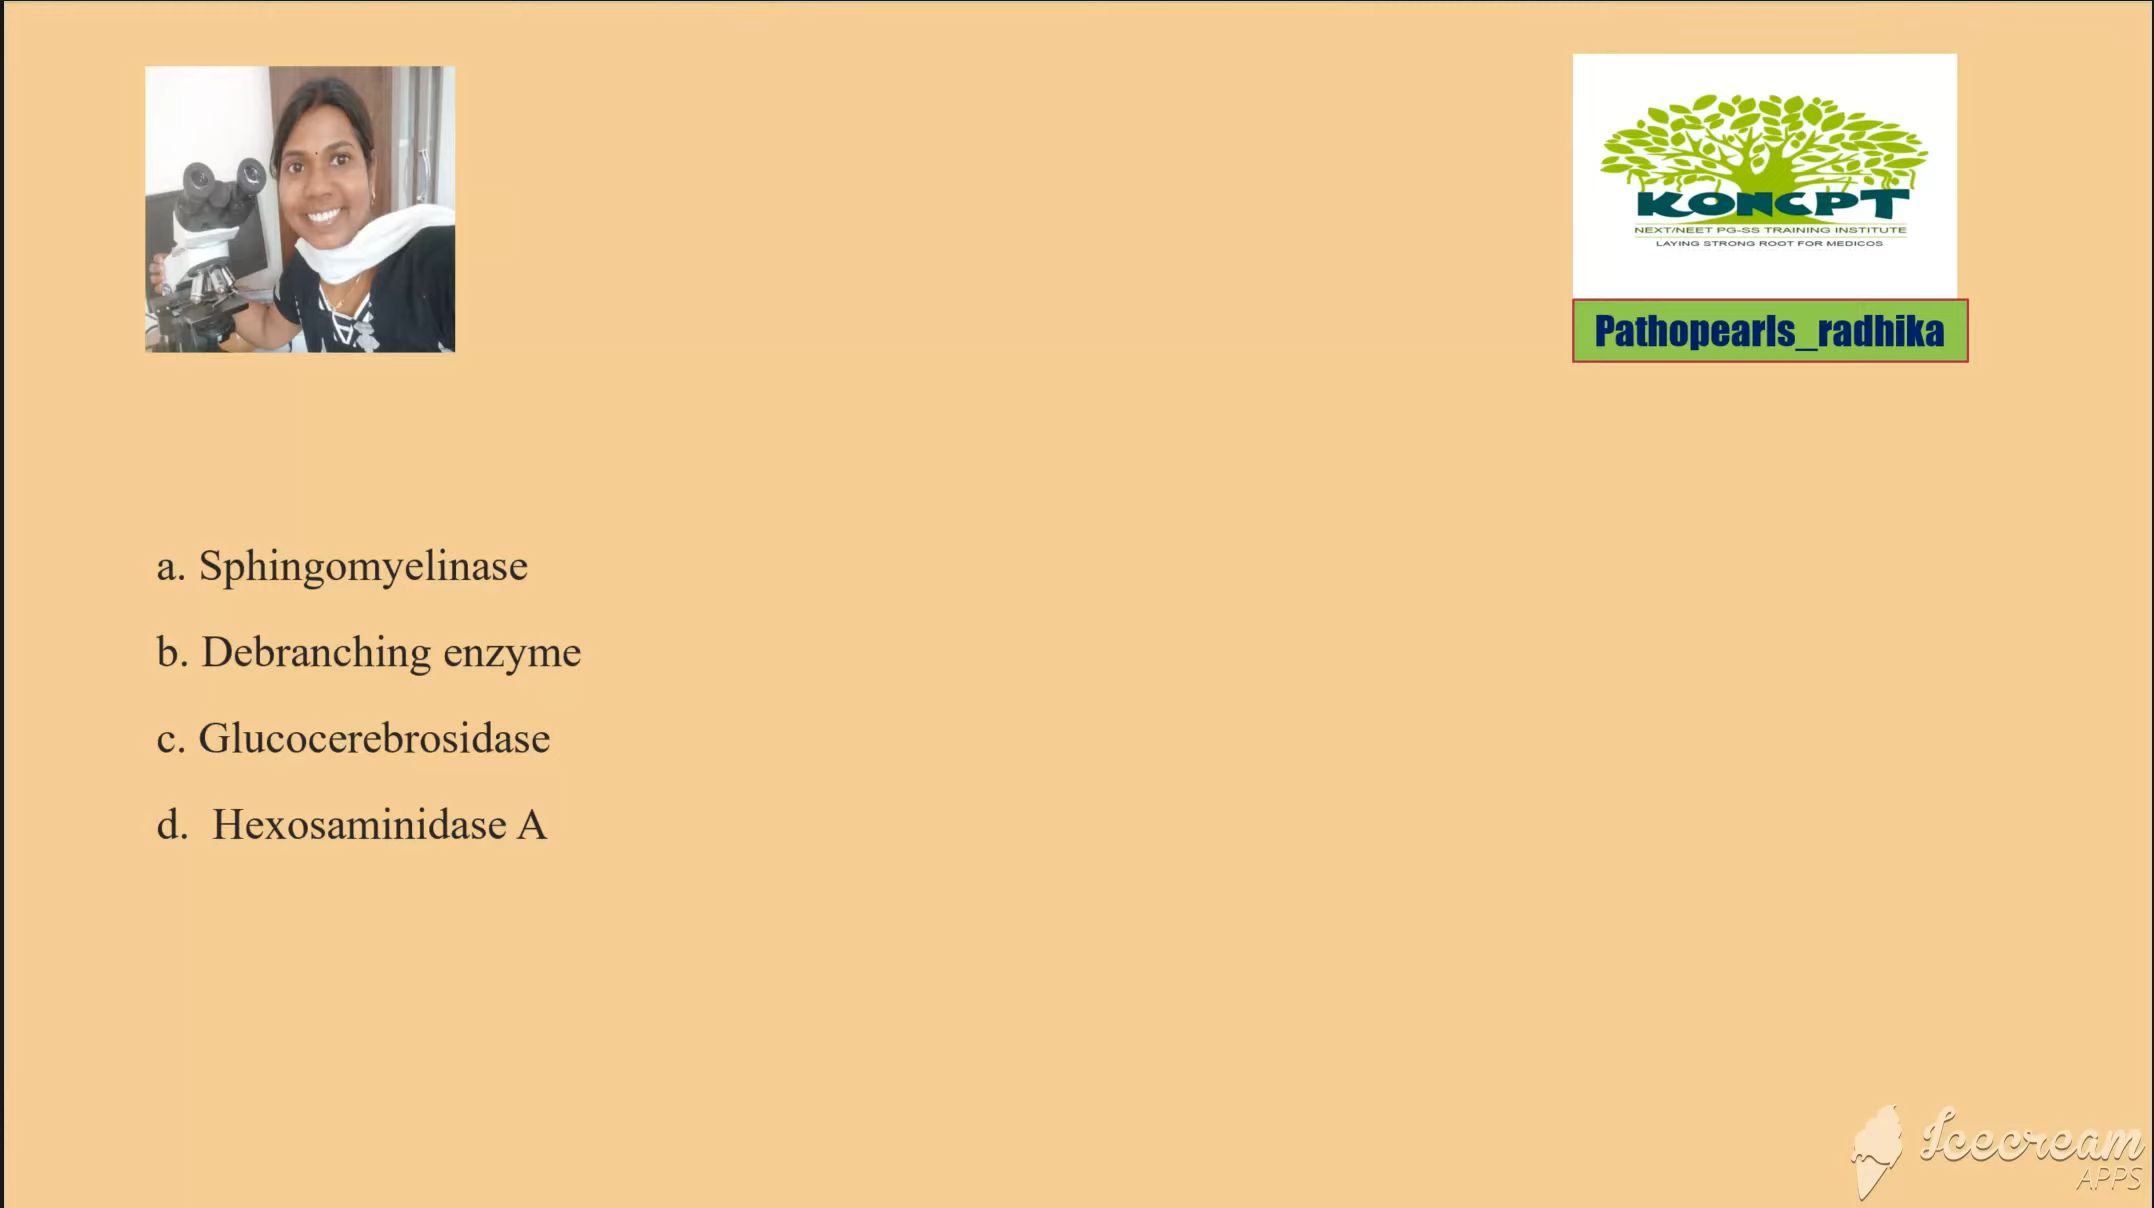 KONCPT
NEXT/NEET PG-SS TRAINING INSTITUTE
LAYING STRONG ROOT FOR MEDICOS
Pathopearls_radhika
a. Sphingomyelinase
b. Debranching enzyme
c. Glucocerebrosidase
d. Hexosaminidase A
Icecream
APPS